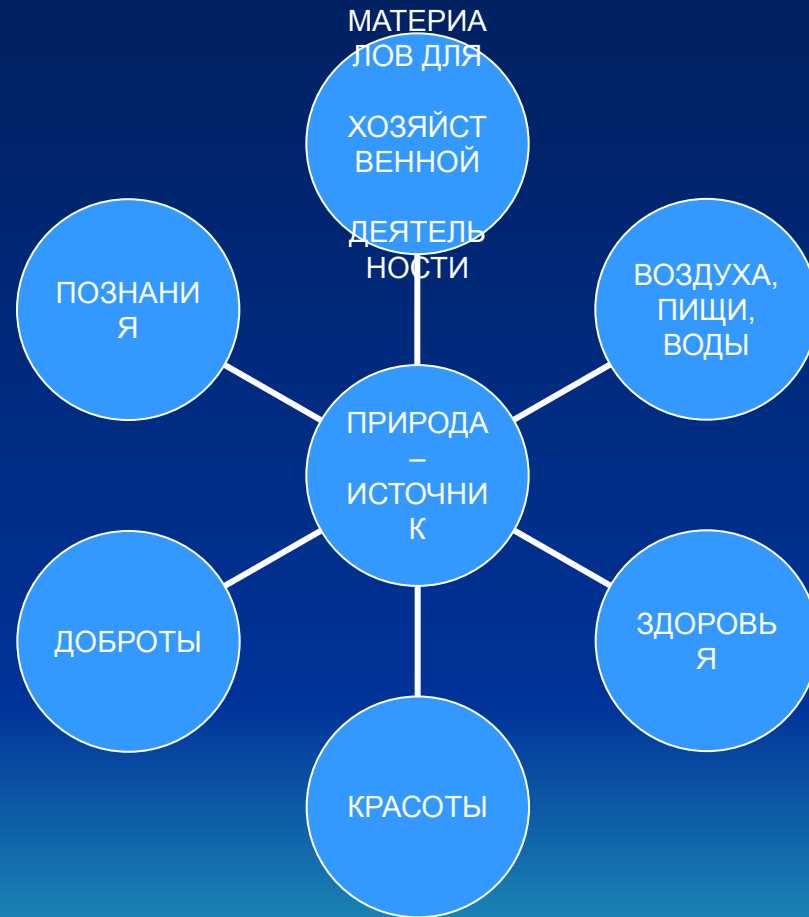 МАТЕРИА
ЛОВ ДЛЯ
ХОЗЯЙСТ
ВЕННОЙ
ДЕЯТЕЛЬ
НОСТИ
ВОЗДУХА,
ПИЩИ,
ВОДЫ
ЗДОРОВЬ
Я
КРАСОТЫ
ДОБРОТЫ
ПОЗНАНИ
Я
ПРИРОДА
–
ИСТОЧНИ
К